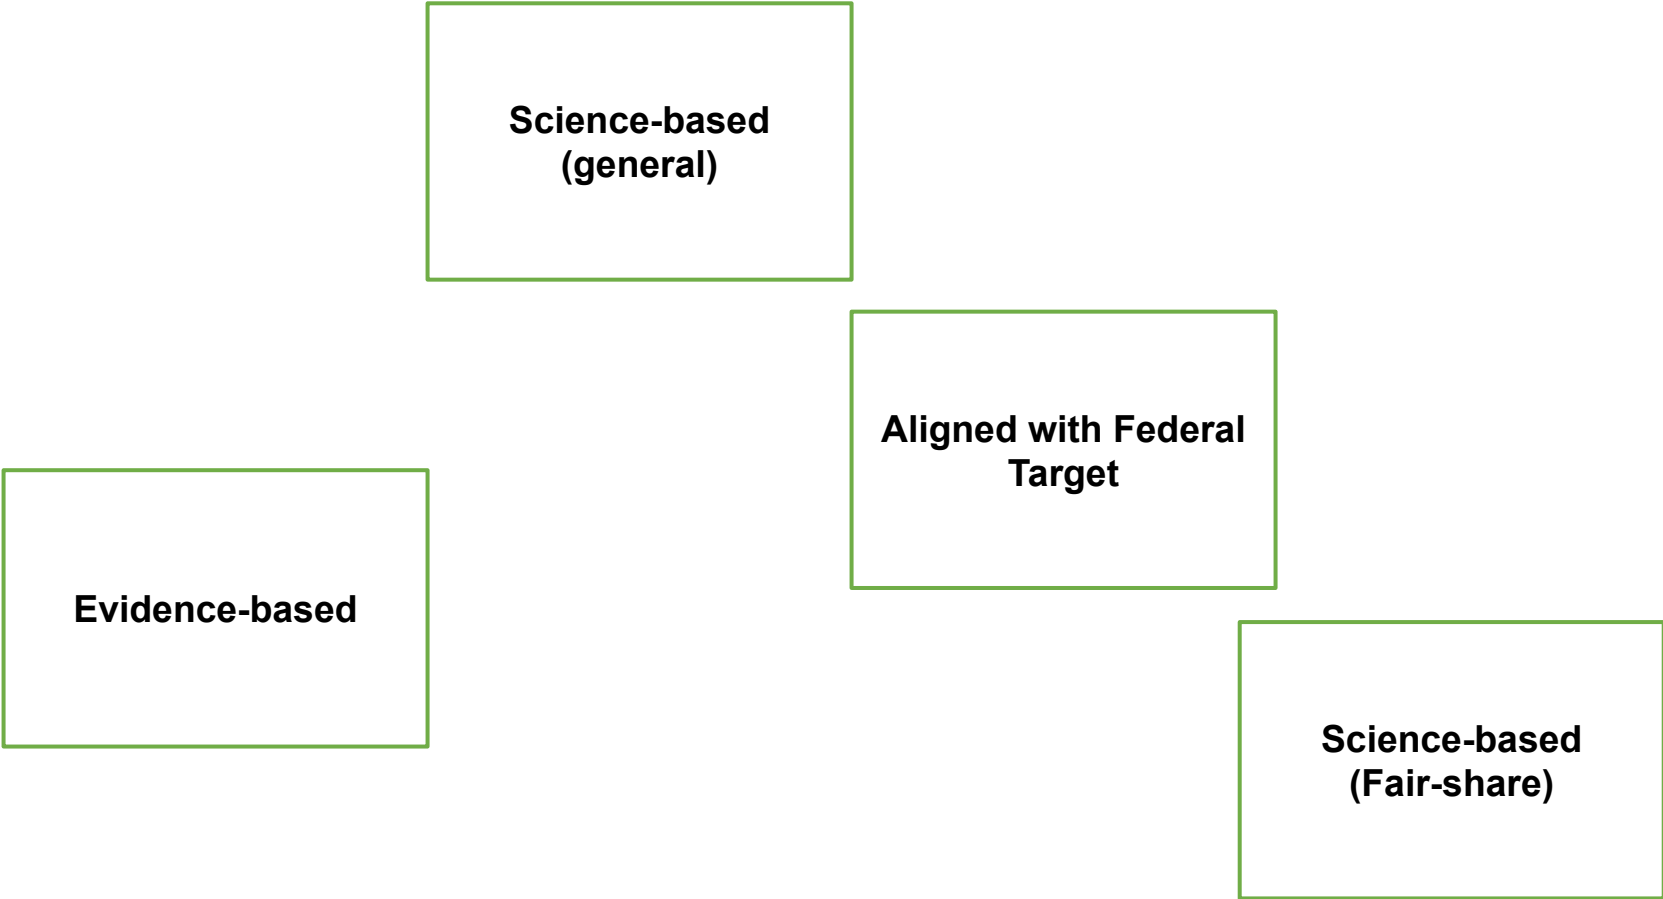 Science-based
(general)
Aligned with Federal
Target
Evidence-based
Science-based
(Fair-share)